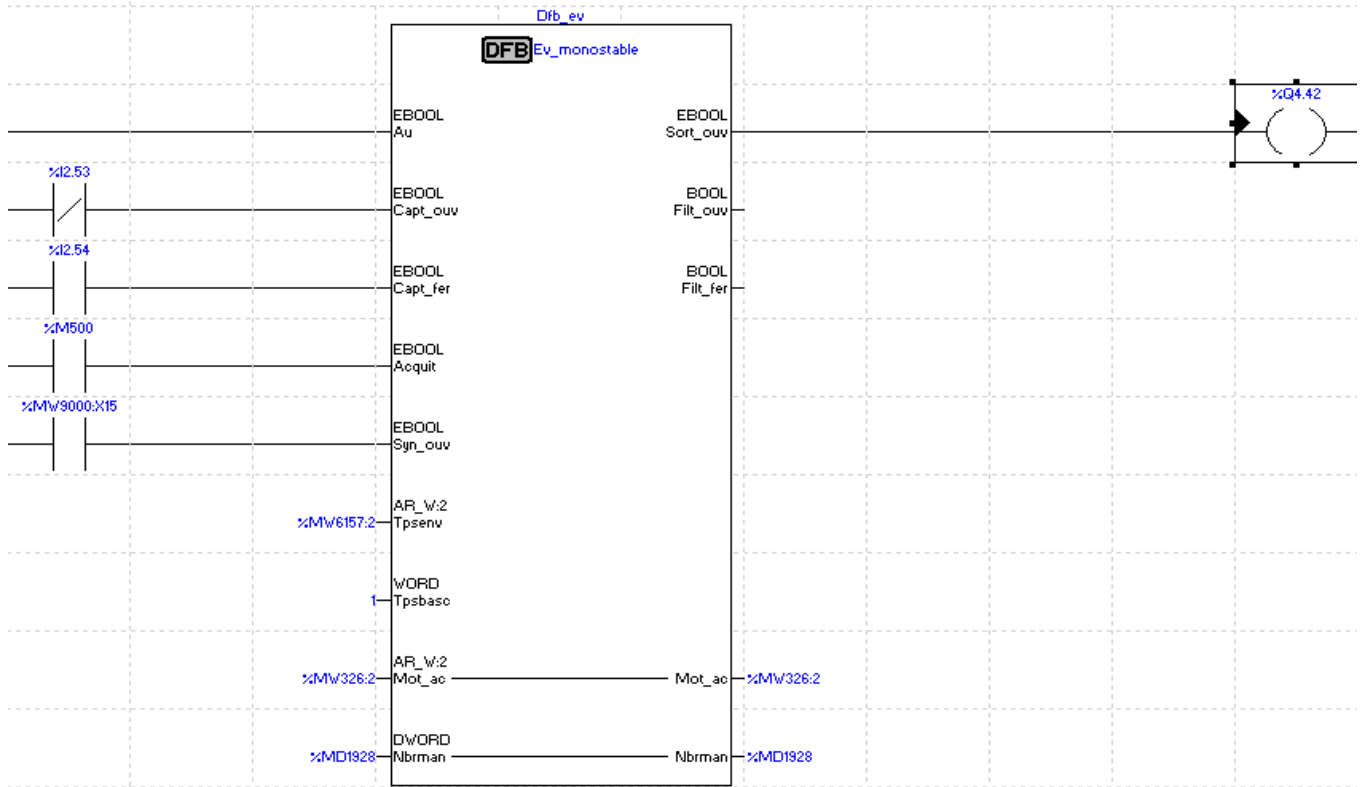 Dfb_ev
DFB Ev_monostable
%Q4.42
EBOOL EBOOL
Au Sort_ouv
%I2.53
EBOOL BOOL
Capt_ouv Filt_ouv
%I2.54
EBOOL BOOL
Capt_fer Filt_fer
%M500
EBOOL
Acquit
%MW9000:X15
EBOOL
Syn_ouv
AR_W:2
%MW6157:2 Tpsenv
WORD
1 Tpsbasc
AR_W:2
%MW326:2 Mot_ac Mot_ac %MW326:2
DWORD
%MD1928 Nbrman Nbrman %MD1928